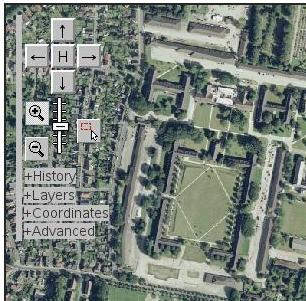 H
+History
+Layers
+Coordinates
+Advanced